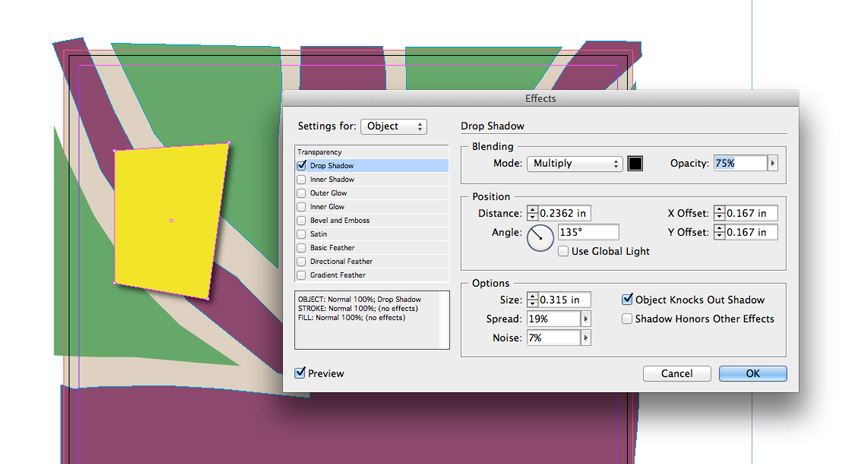 Effects
Settings for: Object
Transparency
Drop Shadow
Inner Shadow
Outer Glow
Inner Glow
Bevel and Emboss
Satin
Basic Feather
Directional Feather
Gradient Feather
OBJECT: Normal 100%; Drop Shadow
STROKE: Normal 100%; (no effects)
FILL: Normal 100%; (no effects)
Preview
Drop Shadow
Blending
Mode: Multiply Opacity: 75%
Position
Distance: 0.2362 in X Offset: 0.167 in
Angle: 135° Y Offset: 0.167 in
Use Global Light
Options
Size: 0.315 in Object Knocks Out Shadow
Spread: 19% Shadow Honors Other Effects
Noise: 7%
Cancel OK